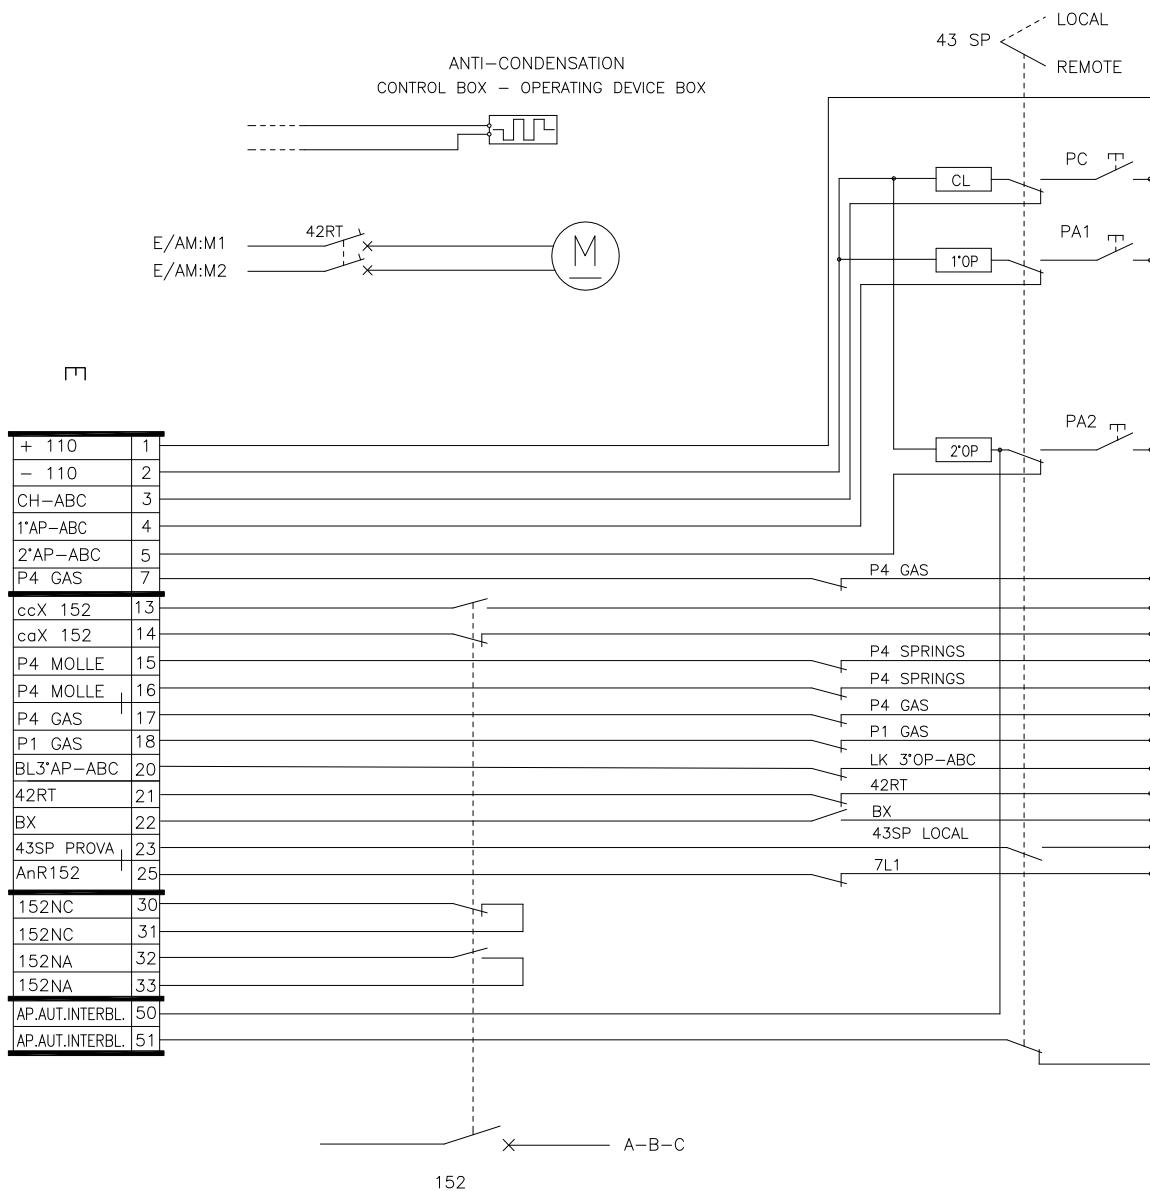 LOCAL
43 SP
REMOTE
ANTI-CONDENSATION
CONTROL BOX - OPERATING DEVICE BOX
PC
CL
PA1
1°OP
E/AM:M1
42RT
E/AM:M2
M
E
PA2
2°OP
+ 110 1
- 110 2
CH-ABC 3
1°AP-ABC 4
2°AP-ABC 5
P4 GAS 7
P4 GAS
ccX 152 13
caX 152 14
P4 MOLLE 15
P4 SPRINGS
P4 MOLLE 16
P4 SPRINGS
P4 GAS 17
P4 GAS
P1 GAS 18
P1 GAS
BL3°AP-ABC 20
LK 3°OP-ABC
42RT 21
42RT
BX 22
BX
43SP PROVA 23
43SP LOCAL
AnR152 25
7L1
152NC 30
152NC 31
152NA 32
152NA 33
AP.AUT.INTERBL. 50
AP.AUT.INTERBL. 51
A-B-C
152